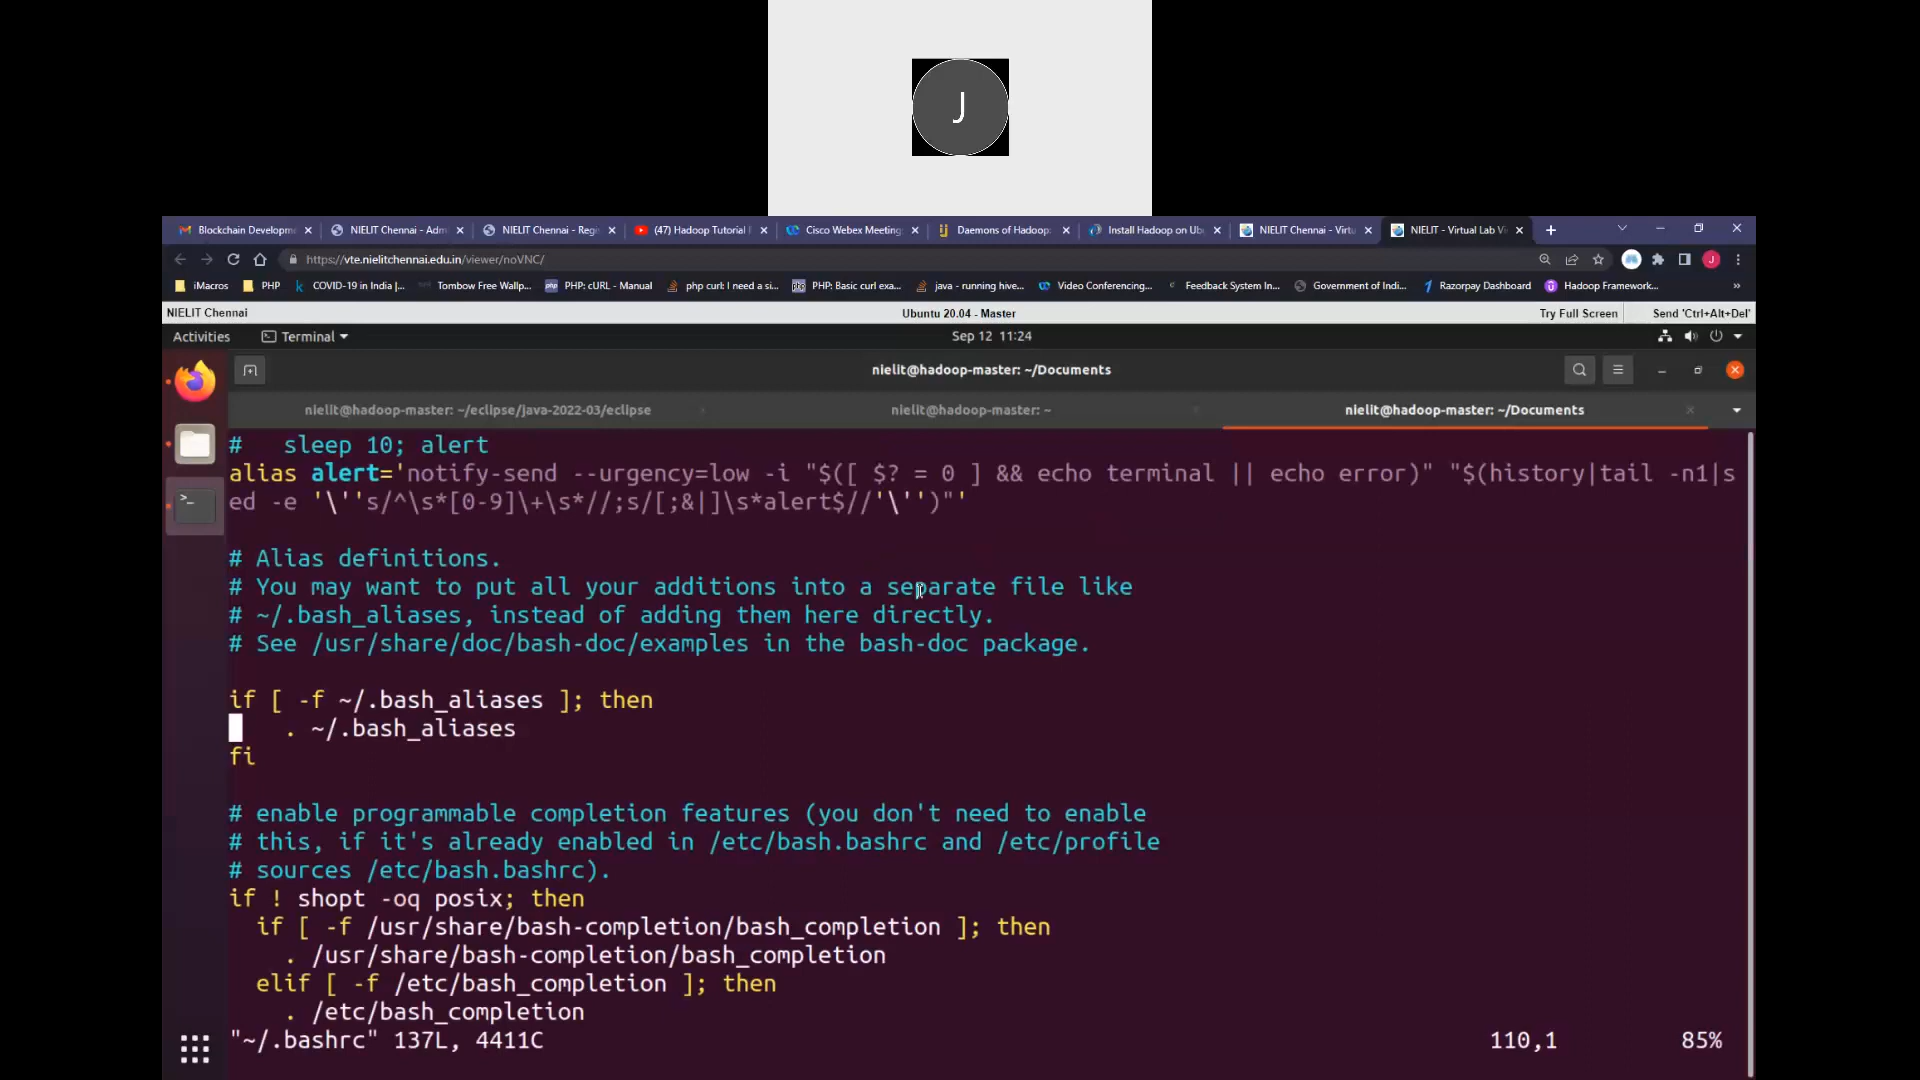 J
Blockchain Developm
NIELIT Chennai - Adm
NIELIT Chennai - Regi
(47) Hadoop Tutorial
Cisco Webex Meeting
Daemons of Hadoop
Install Hadoop on Ub
NIELIT Chennai - Virtu
NIELIT - Virtual Lab Vi
https://vte.nielitchennai.edu.in/viewer/noVNC/
J
iMacros
PHP
COVID-19 in India |...
Tombow Free Wallp...
PHP: cURL - Manual
php curl: I need a si...
PHP: Basic curl exa...
java - running hive...
Video Conferencing...
Feedback System In...
Government of Indi...
Razorpay Dashboard
Hadoop Framework...
»
NIELIT Chennai
Ubuntu 20.04 - Master
Try Full Screen
Send 'Ctrl+Alt+Del'
Activities
Terminal
Sep 12 11:24
nielit@hadoop-master: ~/Documents
nielit@hadoop-master: ~/eclipse/java-2022-03/eclipse
nielit@hadoop-master: ~
nielit@hadoop-master: ~/Documents
#   sleep 10; alert
alias alert='notify-send --urgency=low -i "$([ $? = 0 ] && echo terminal || echo error)" "$(history|tail -n1|s
ed -e '\''s/^\s*[0-9]\+\s*//;s/[;&|]\s*alert$//'\'')"'
# Alias definitions.
# You may want to put all your additions into a separate file like
# ~/.bash_aliases, instead of adding them here directly.
# See /usr/share/doc/bash-doc/examples in the bash-doc package.
if [ -f ~/.bash_aliases ]; then
    . ~/.bash_aliases
fi
# enable programmable completion features (you don't need to enable
# this, if it's already enabled in /etc/bash.bashrc and /etc/profile
# sources /etc/bash.bashrc).
if ! shopt -oq posix; then
  if [ -f /usr/share/bash-completion/bash_completion ]; then
    . /usr/share/bash-completion/bash_completion
  elif [ -f /etc/bash_completion ]; then
    . /etc/bash_completion
"~/.bashrc" 137L, 4411C
110,1
85%